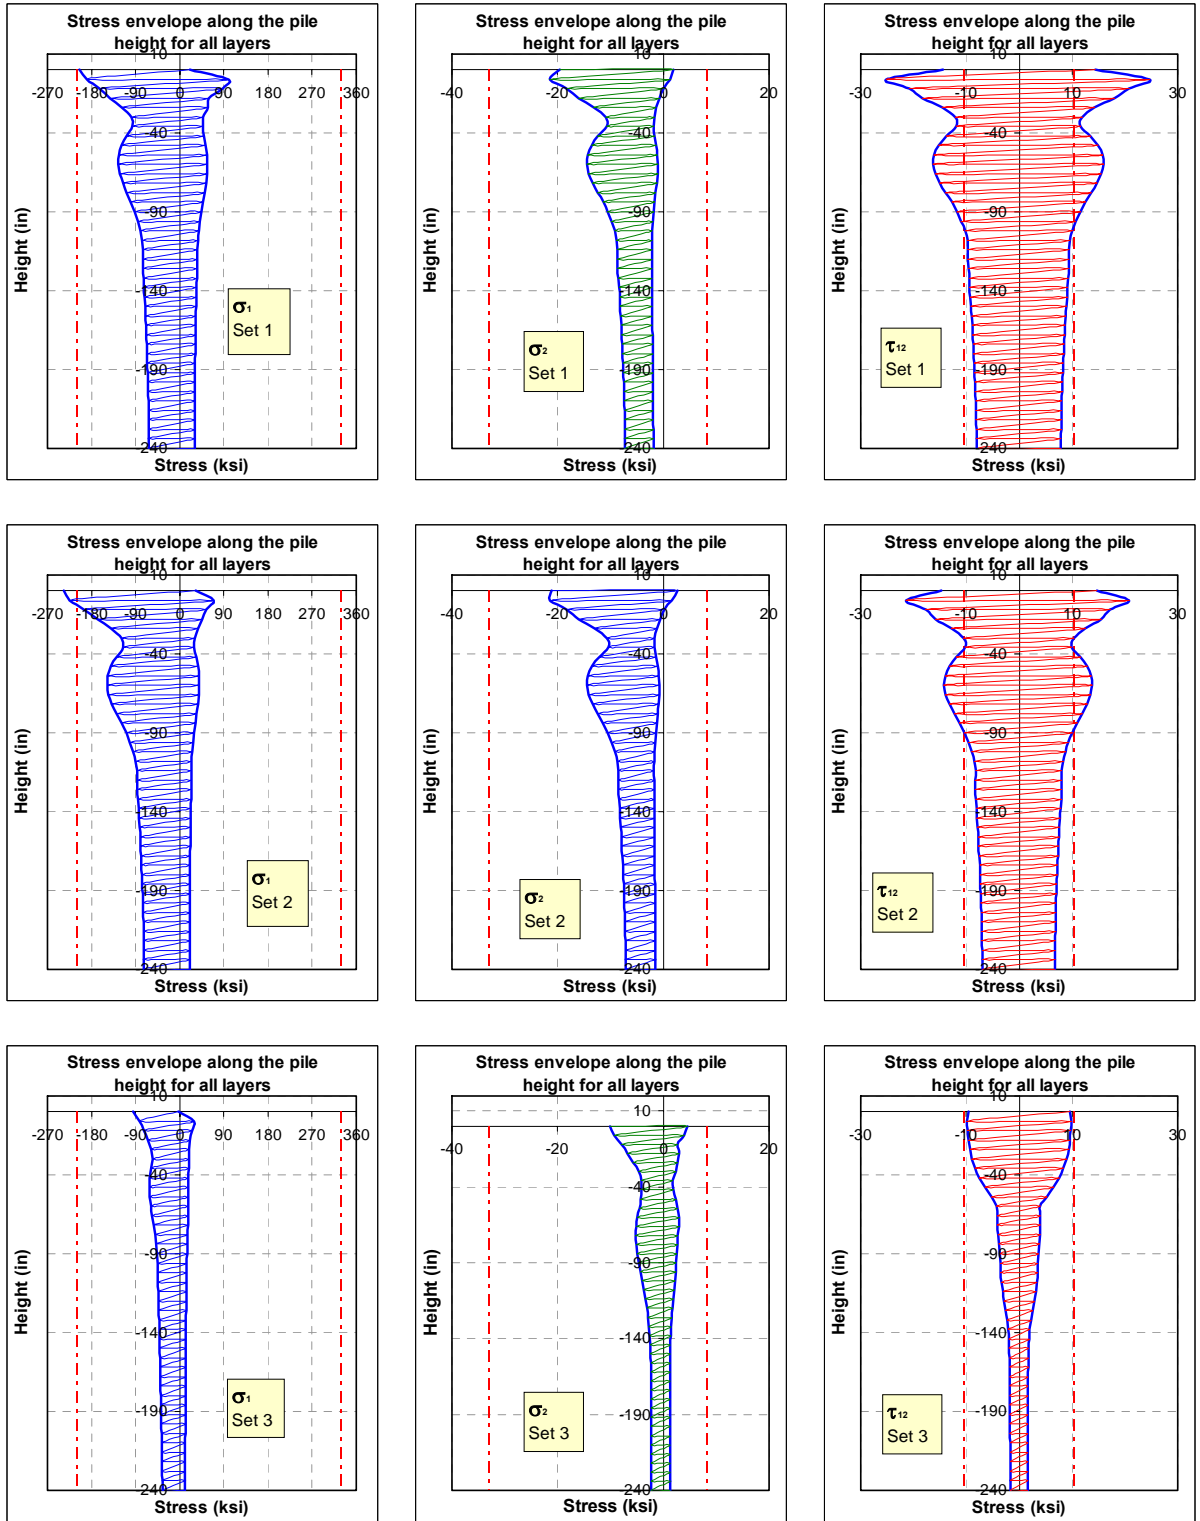 Stress envelope along the pile
height for all layers
10
-270 -180 -90 0 90 180 270 360
-40
-90
-140
-190
-240
Height (in)
σ1
Set 1
Stress (ksi)
Stress envelope along the pile
height for all layers
10
-40 -20 0 20
-40
-90
-140
-190
-240
Height (in)
σ2
Set 1
Stress (ksi)
Stress envelope along the pile
height for all layers
10
-30 -10 10 30
-40
-90
-140
-190
-240
Height (in)
τ12
Set 1
Stress (ksi)
Stress envelope along the pile
height for all layers
10
-270 -180 -90 0 90 180 270 360
-40
-90
-140
-190
-240
Height (in)
σ1
Set 2
Stress (ksi)
Stress envelope along the pile
height for all layers
10
-40 -20 0 20
-40
-90
-140
-190
-240
Height (in)
σ2
Set 2
Stress (ksi)
Stress envelope along the pile
height for all layers
10
-30 -10 10 30
-40
-90
-140
-190
-240
Height (in)
τ12
Set 2
Stress (ksi)
Stress envelope along the pile
height for all layers
10
-270 -180 -90 0 90 180 270 360
-40
-90
-140
-190
-240
Height (in)
σ1
Set 3
Stress (ksi)
Stress envelope along the pile
height for all layers
10
-40 -20 0 20
-40
-90
-140
-190
-240
Height (in)
σ2
Set 3
Stress (ksi)
Stress envelope along the pile
height for all layers
10
-30 -10 10 30
-40
-90
-140
-190
-240
Height (in)
τ12
Set 3
Stress (ksi)